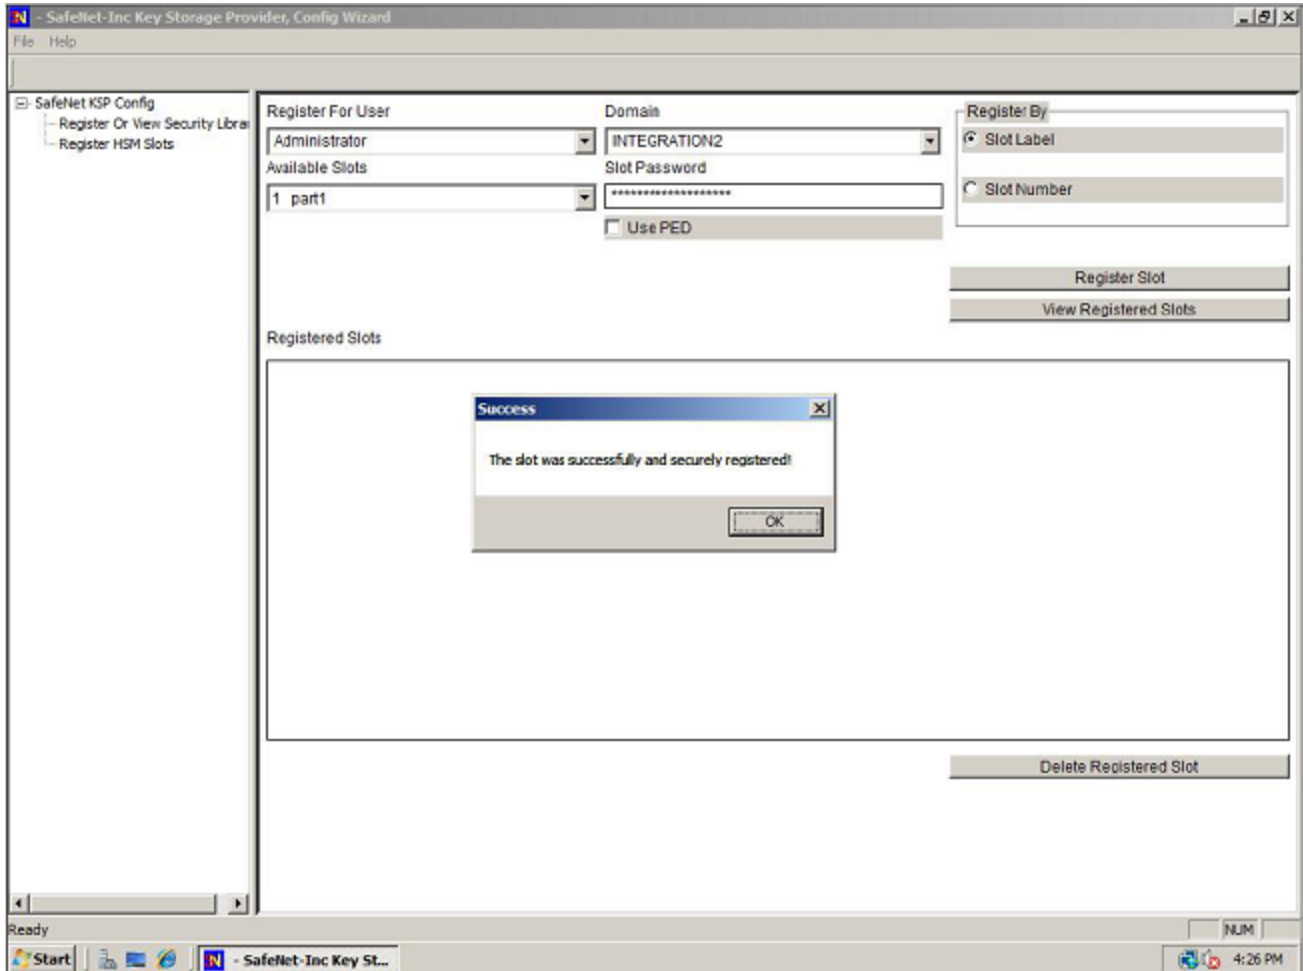 - SafeNet-Inc Key Storage Provider, Config Wizard
File Help
SafeNet KSP Config
Register Or View Security Librar
Register HSM Slots
Register For User
Domain
Register By
Administrator
INTEGRATION2
Slot Label
Available Slots
Slot Password
1 part1
*******************
Slot Number
Use PED
Register Slot
View Registered Slots
Registered Slots
Success
The slot was successfully and securely registered!
OK
Delete Registered Slot
Ready
NUM
Start
- SafeNet-Inc Key St...
4:26 PM